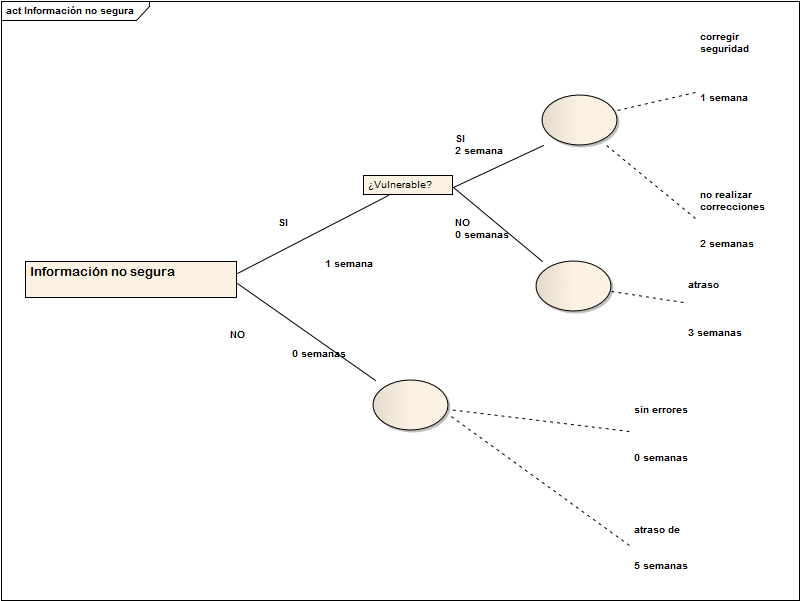 act Información no segura
corregir
seguridad
1 semana
SI
2 semana
¿Vulnerable?
no realizar
correcciones
SI
NO
0 semanas
2 semanas
1 semana
Información no segura
atraso
NO
3 semanas
0 semanas
sin errores
0 semanas
atraso de
5 semanas